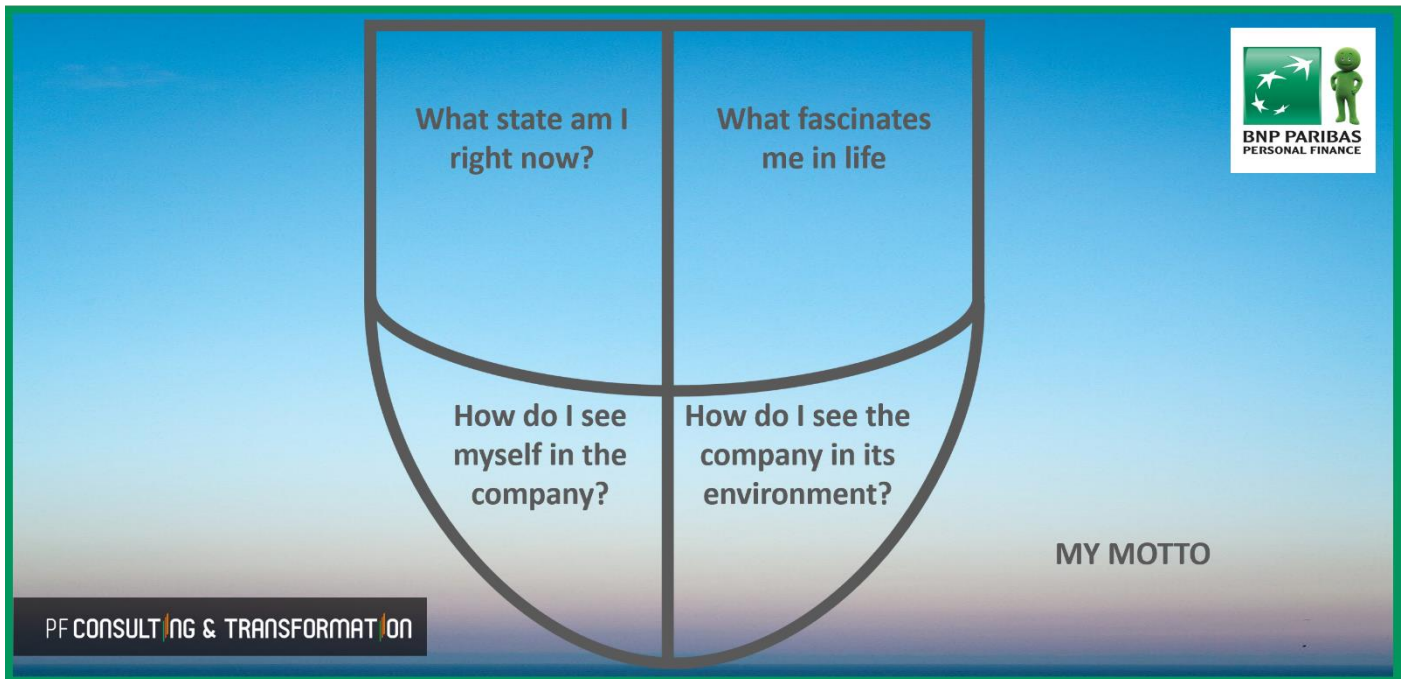 What state am I
right now?
What fascinates
me in life
BNP PARIBAS
PERSONAL FINANCE
How do I see
myself in the
company?
How do I see the
company in its
environment?
MY MOTTO
PF CONSULTING & TRANSFORMATION